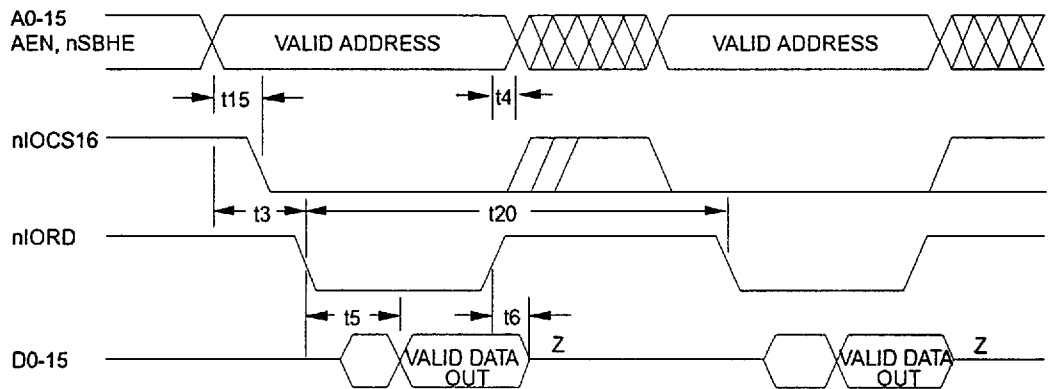 A0-15
AEN, nSBHE
VALID ADDRESS
VALID ADDRESS
t15
t4
nIOCS16
t3
t20
nIORD
t5
t6
D0-15
VALID DATA
OUT
Z
VALID DATA
OUT
Z